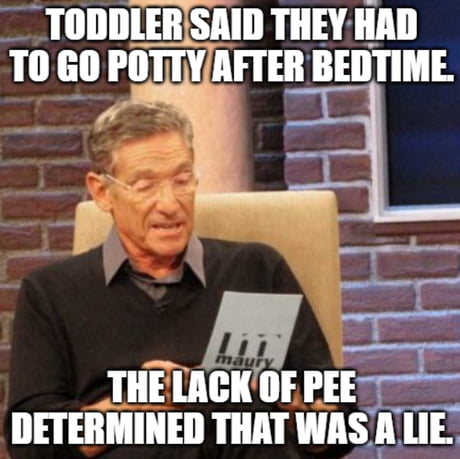 TODDLER SAID THEY HAD
TO GO POTTY AFTER BEDTIME.
maury
THE LACK OF PEE
DETERMINED THAT WAS A LIE.